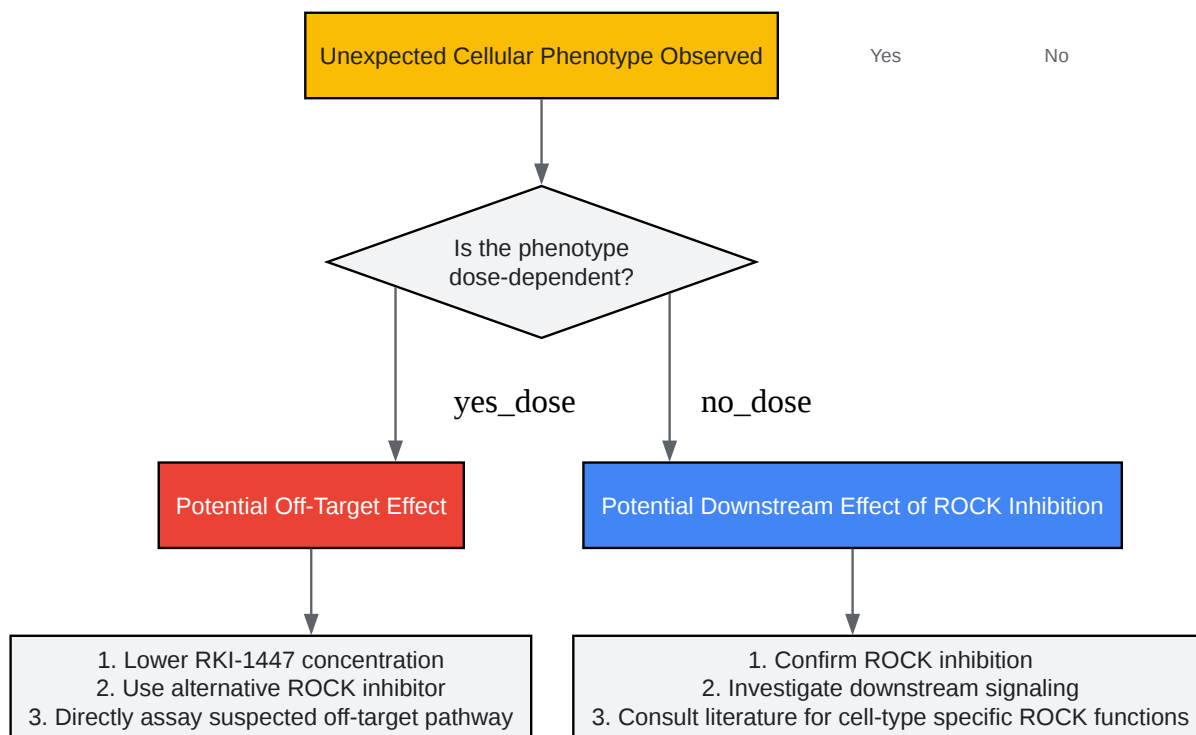 Unexpected Cellular Phenotype Observed
Yes
No
Is the phenotype
dose-dependent?
yes_dose
no_dose
Potential Off-Target Effect
Potential Downstream Effect of ROCK Inhibition
1. Lower RKI-1447 concentration
2. Use alternative ROCK inhibitor
3. Directly assay suspected off-target pathway
1. Confirm ROCK inhibition
2. Investigate downstream signaling
3. Consult literature for cell-type specific ROCK functions